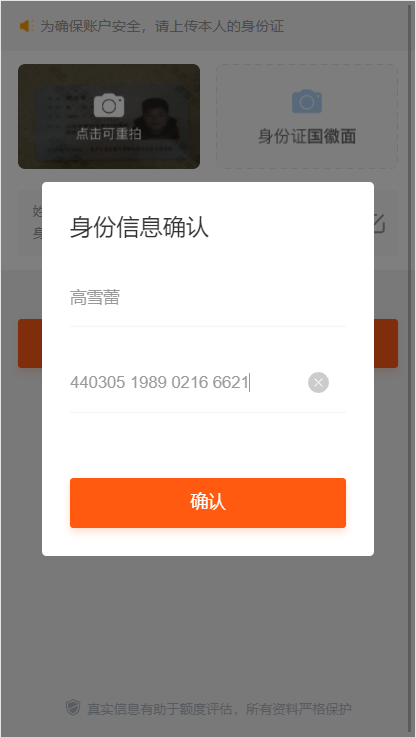 为确保账户安全，请上传本人的身份证
点击可重拍
身份证国徽面
姓
身
身份信息确认
高雪蕾
440305 1989 0216 6621
确认
真实信息有助于额度评估，所有资料严格保护